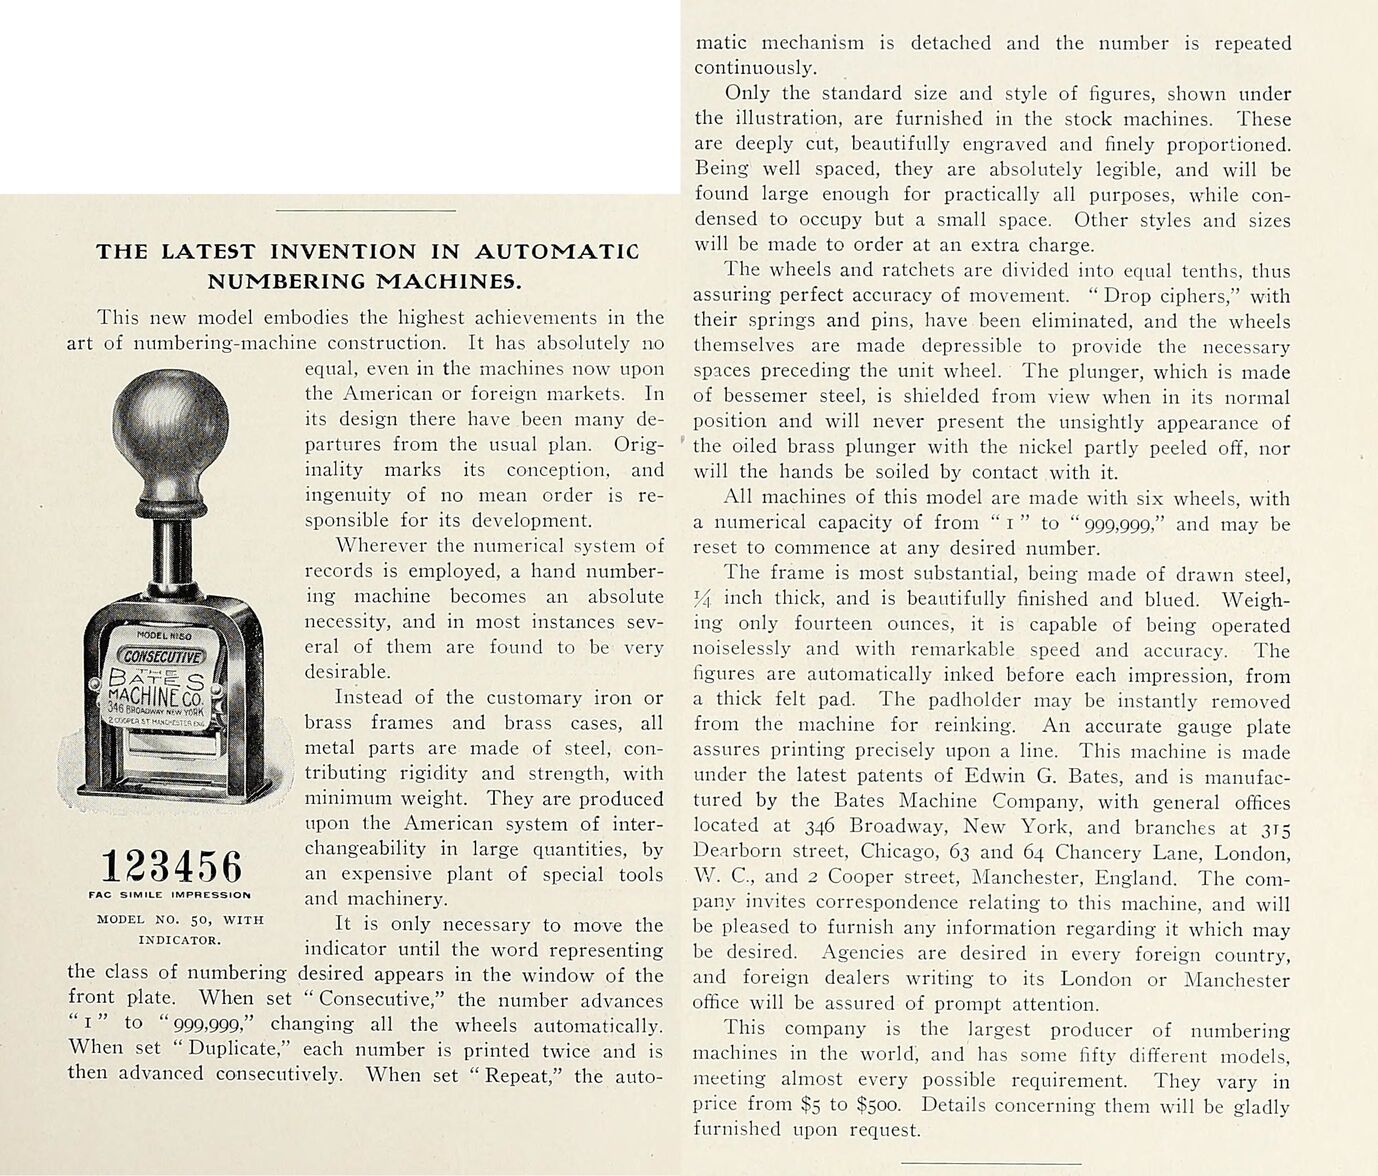 THE LATEST INVENTION IN AUTOMATIC
NUMBERING MACHINES.
This new model embodies the highest achievements in the
art of numbering-machine construction. It has absolutely no
equal, even in the machines now upon
the American or foreign markets. In
its design there have been many de-
partures from the usual plan. Orig-
inality marks its conception, and
ingenuity of no mean order is re-
sponsible for its development.
Wherever the numerical system of
records is employed, a hand number-
ing machine becomes an absolute
necessity, and in most instances sev-
eral of them are found to be very
desirable.
Instead of the customary iron or
brass frames and brass cases, all
metal parts are made of steel, con-
tributing rigidity and strength, with
minimum weight. They are produced
upon the American system of inter-
changeability in large quantities, by
an expensive plant of special tools
and machinery.
It is only necessary to move the
indicator until the word representing
MODEL No50
CONSECUTIVE
THE
BATES
MACHINE CO.
346 BROADWAY NEW YORK
2 COOPER ST MANCHESTER ENG
123456
FAC SIMILE IMPRESSION
MODEL NO. 50, WITH
INDICATOR.
the class of numbering desired appears in the window of the
front plate. When set “Consecutive,” the number advances
“1” to “999,999,” changing all the wheels automatically.
When set “Duplicate,” each number is printed twice and is
then advanced consecutively. When set “Repeat,” the auto-
matic mechanism is detached and the number is repeated
continuously.
Only the standard size and style of figures, shown under
the illustration, are furnished in the stock machines. These
are deeply cut, beautifully engraved and finely proportioned.
Being well spaced, they are absolutely legible, and will be
found large enough for practically all purposes, while con-
densed to occupy but a small space. Other styles and sizes
will be made to order at an extra charge.
The wheels and ratchets are divided into equal tenths, thus
assuring perfect accuracy of movement. “Drop ciphers,” with
their springs and pins, have been eliminated, and the wheels
themselves are made depressible to provide the necessary
spaces preceding the unit wheel. The plunger, which is made
of bessemer steel, is shielded from view when in its normal
position and will never present the unsightly appearance of
the oiled brass plunger with the nickel partly peeled off, nor
will the hands be soiled by contact with it.
All machines of this model are made with six wheels, with
a numerical capacity of from “1” to “999,999,” and may be
reset to commence at any desired number.
The frame is most substantial, being made of drawn steel,
¼ inch thick, and is beautifully finished and blued. Weigh-
ing only fourteen ounces, it is capable of being operated
noiselessly and with remarkable speed and accuracy. The
figures are automatically inked before each impression, from
a thick felt pad. The padholder may be instantly removed
from the machine for reinking. An accurate gauge plate
assures printing precisely upon a line. This machine is made
under the latest patents of Edwin G. Bates, and is manufac-
tured by the Bates Machine Company, with general offices
located at 346 Broadway, New York, and branches at 315
Dearborn street, Chicago, 63 and 64 Chancery Lane, London,
W. C., and 2 Cooper street, Manchester, England. The com-
pany invites correspondence relating to this machine, and will
be pleased to furnish any information regarding it which may
be desired. Agencies are desired in every foreign country,
and foreign dealers writing to its London or Manchester
office will be assured of prompt attention.
This company is the largest producer of numbering
machines in the world, and has some fifty different models,
meeting almost every possible requirement. They vary in
price from $5 to $500. Details concerning them will be gladly
furnished upon request.